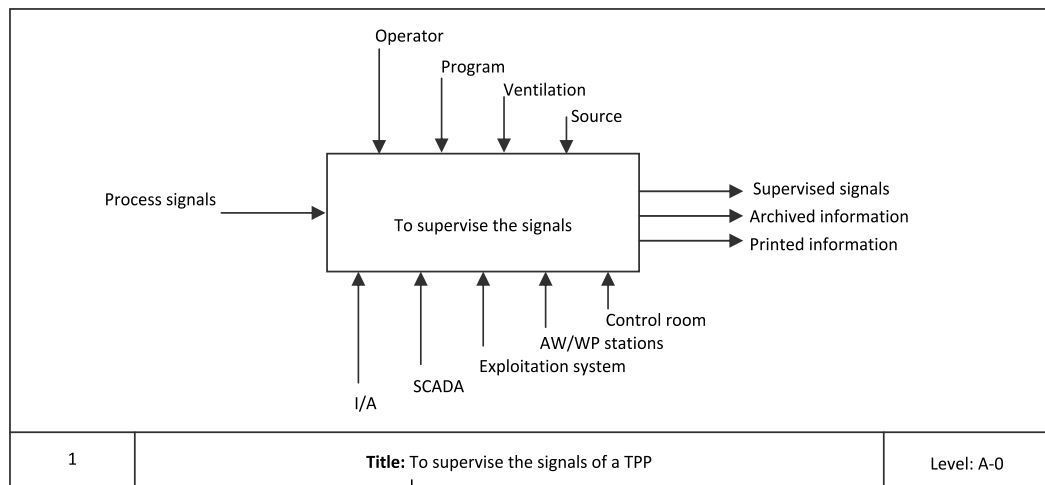 Operator
Program
Ventilation
Source
Process signals
To supervise the signals
Supervised signals
Archived information
Printed information
Control room
AW/WP stations
Exploitation system
SCADA
I/A
1
Title: To supervise the signals of a TPP
Level: A-0